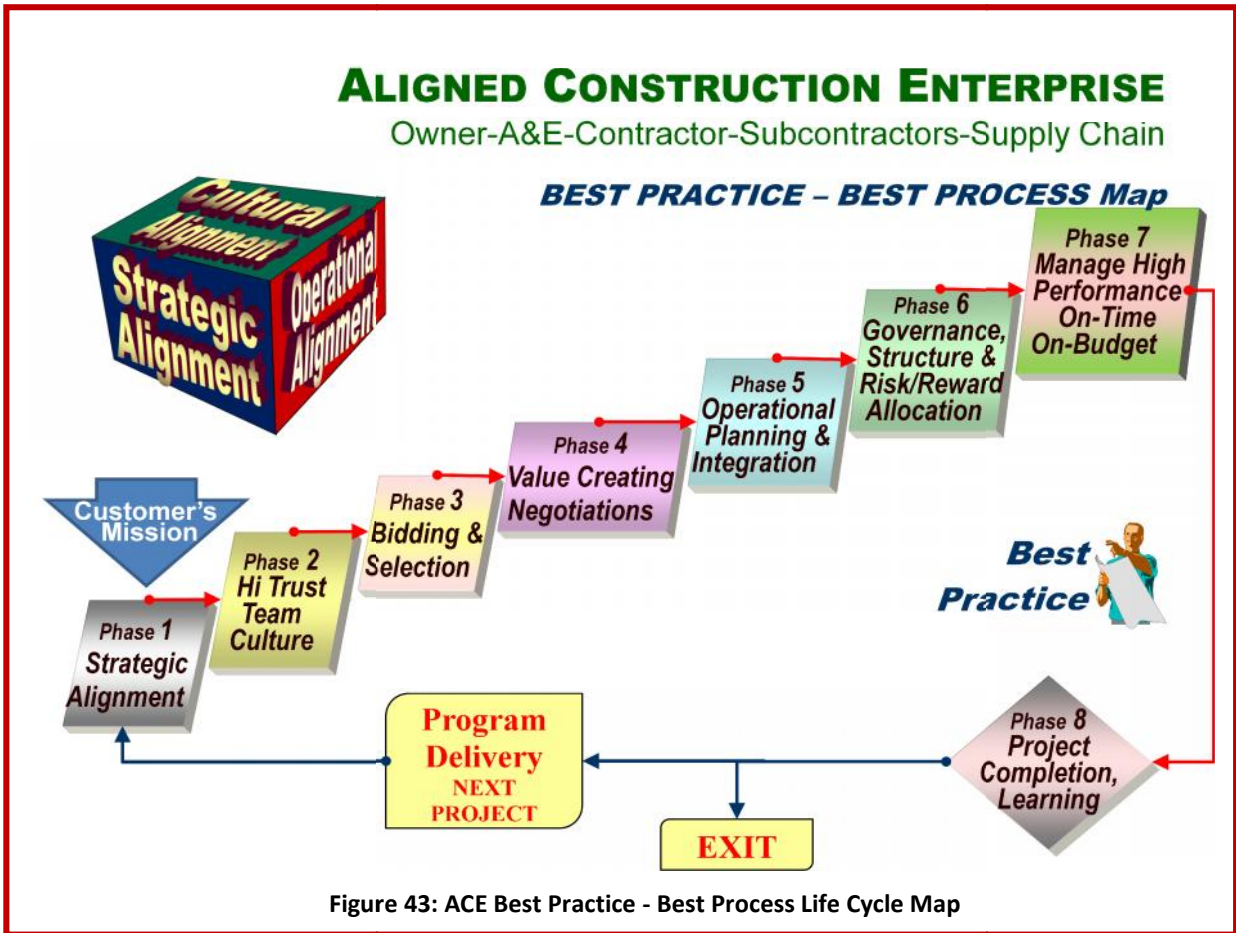 ALIGNED CONSTRUCTION ENTERPRISE
Owner-A&E-Contractor-Subcontractors-Supply Chain
BEST PRACTICE – BEST PROCESS Map
Cultural
Alignment
Strategic
Alignment
Operational
Alignment
Customer's
Mission
Phase 1
Strategic
Alignment
Phase 2
Hi Trust
Team
Culture
Phase 3
Bidding &
Selection
Phase 4
Value Creating
Negotiations
Phase 5
Operational
Planning &
Integration
Phase 6
Governance,
Structure &
Risk/Reward
Allocation
Phase 7
Manage High
Performance
On-Time
On-Budget
Best
Practice
Phase 8
Project
Completion,
Learning
Program
Delivery
NEXT
PROJECT
EXIT
Figure 43: ACE Best Practice - Best Process Life Cycle Map